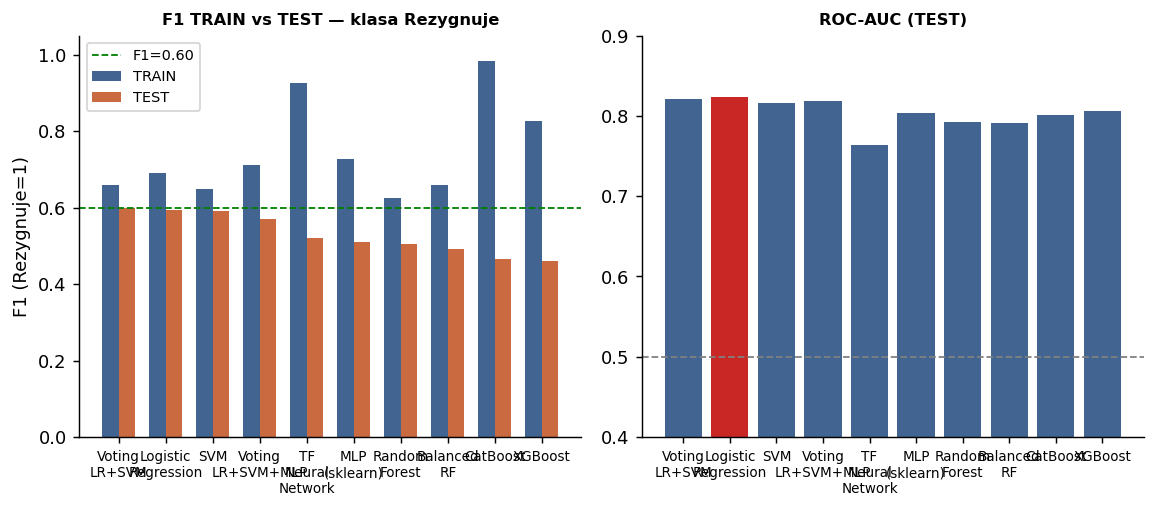 F1 TRAIN vs TEST — klasa Rezygnuje
F1=0.60
TRAIN
TEST
F1 (Rezygnuje=1)
1.0
0.8
0.6
0.4
0.2
0.0
Voting
LR+SVM
Logistic
Regression
SVM
Voting
LR+SVM+MLP
TF
Neural
Network
MLP
(sklearn)
Random
Forest
Balanced
RF
CatBoost
XGBoost
ROC-AUC (TEST)
0.9
0.8
0.7
0.6
0.5
0.4
Voting
LR+SVM
Logistic
Regression
SVM
Voting
LR+SVM+MLP
TF
Neural
Network
MLP
(sklearn)
Random
Forest
Balanced
RF
CatBoost
XGBoost